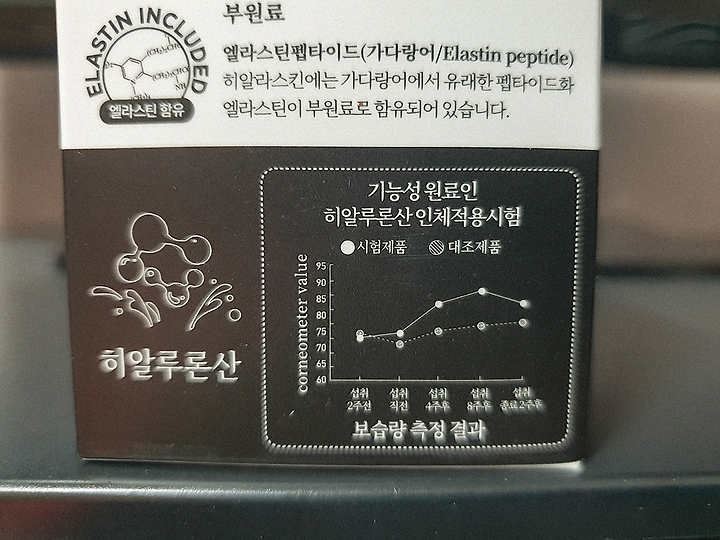 ELASTIN INCLUDED
엘라스틴 함유
부원료
엘라스틴펩타이드(가다랑어/Elastin peptide)
히알라스킨에는 가다랑어에서 유래한 펩타이드화
엘라스틴이 부원료로 함유되어 있습니다.
히알루론산
기능성 원료인
히알루론산 인체적용시험
시험제품 대조제품
corneometer value
95
90
85
80
75
70
65
60
섭취 2주전
섭취 직전
섭취 4주후
섭취 8주후
섭취 종료2주후
보습량 측정 결과